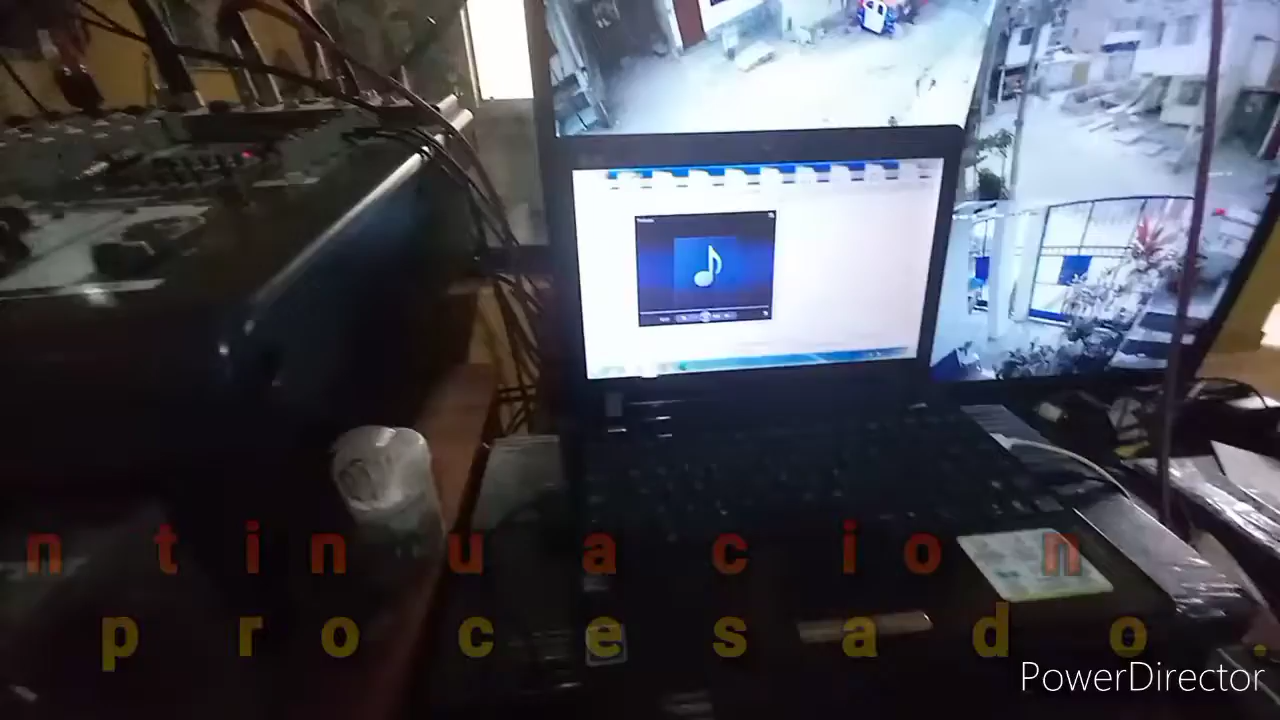 n t i n u a c i o n
p r o c e s a d o .
PowerDirector